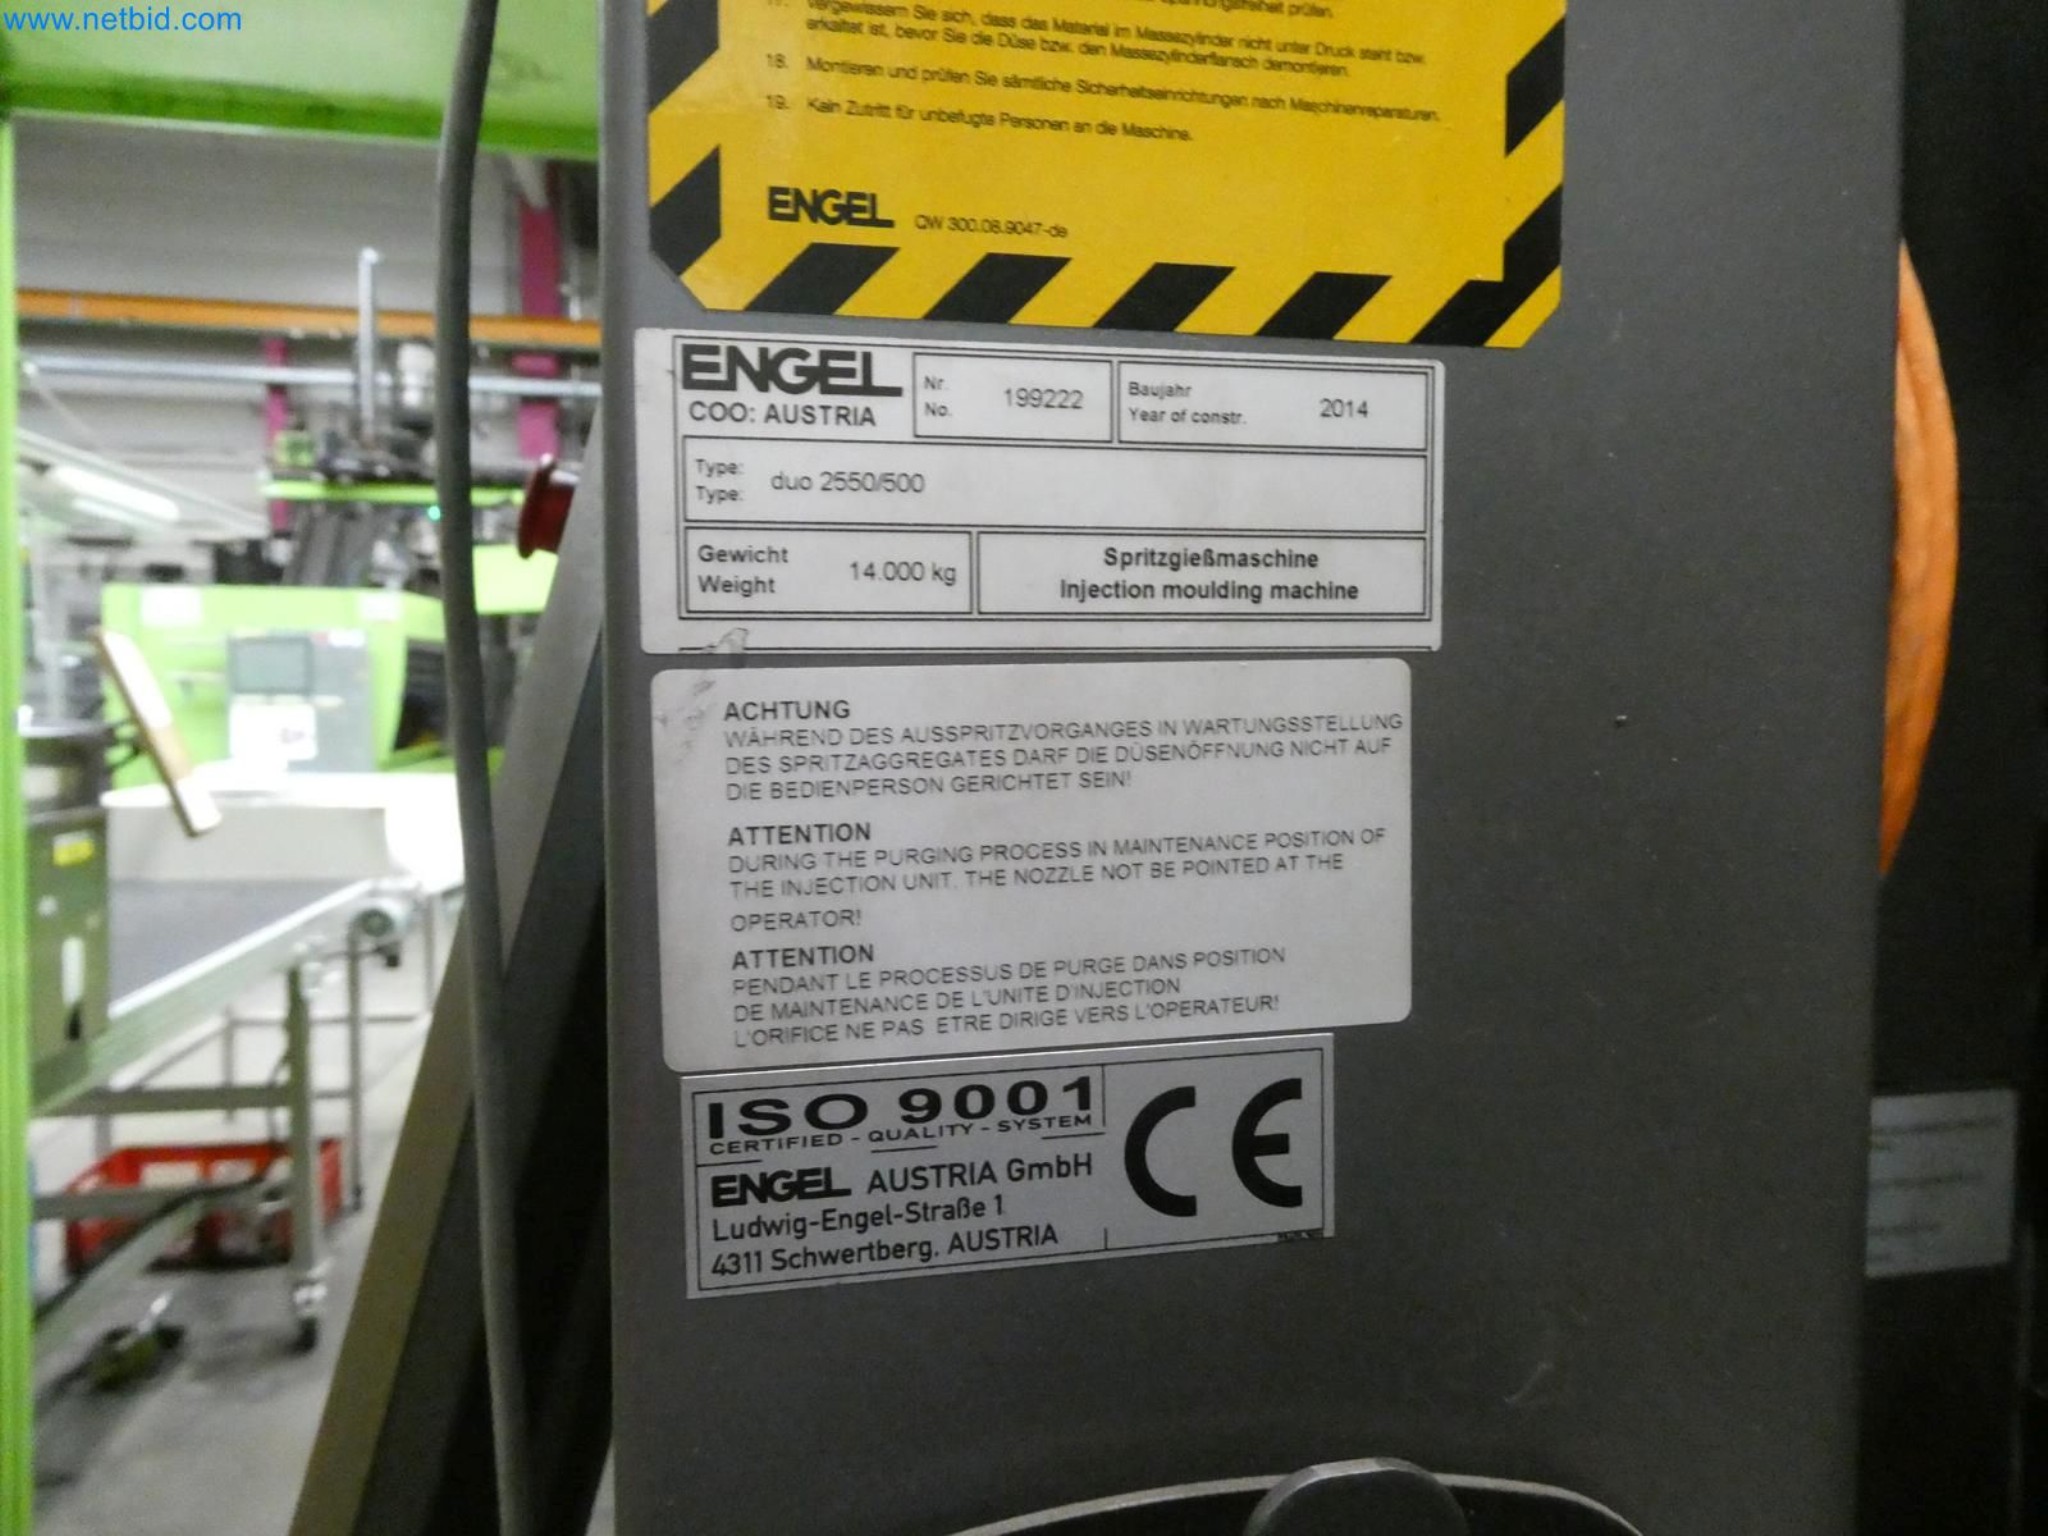 www.netbid.com
17. Vergewissern Sie sich, dass das Material im Massezylinder nicht unter Druck steht bzw.
erkaltet ist, bevor Sie die Düse bzw. den Massezylinderflansch demontieren.
18. Montieren und prüfen Sie sämtliche Sicherheitseinrichtungen nach Maschinenreparaturen.
19. Kein Zutritt für unbefugte Personen an die Maschine.
ENGEL QW 300.08.9047-de
ENGEL
COO: AUSTRIA
Nr.
No. 199222
Baujahr
Year of constr. 2014
Type:
Type: duo 2550/500
Gewicht
Weight 14.000 kg
Spritzgießmaschine
Injection moulding machine
ACHTUNG
WÄHREND DES AUSSPRITZVORGANGES IN WARTUNGSSTELLUNG
DES SPRITZAGGREGATES DARF DIE DÜSENÖFFNUNG NICHT AUF
DIE BEDIENPERSON GERICHTET SEIN!
ATTENTION
DURING THE PURGING PROCESS IN MAINTENANCE POSITION OF
THE INJECTION UNIT, THE NOZZLE NOT BE POINTED AT THE
OPERATOR!
ATTENTION
PENDANT LE PROCESSUS DE PURGE DANS POSITION
DE MAINTENANCE DE L'UNITE D'INJECTION
L'ORIFICE NE PAS ETRE DIRIGE VERS L'OPERATEUR!
ISO 9001
CERTIFIED - QUALITY - SYSTEM
ENGEL AUSTRIA GmbH
Ludwig-Engel-Straße 1
4311 Schwertberg, AUSTRIA
CE